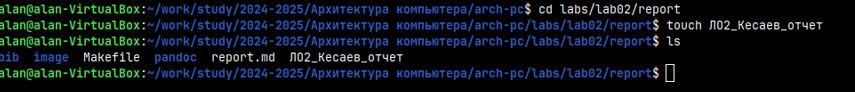 alan@alan-VirtualBox:~/work/study/2024-2025/Архитектура компьютера/arch-pc$ cd labs/lab02/report
alan@alan-VirtualBox:~/work/study/2024-2025/Архитектура компьютера/arch-pc/labs/lab02/report$ touch Л02_Кесаев_отчет
alan@alan-VirtualBox:~/work/study/2024-2025/Архитектура компьютера/arch-pc/labs/lab02/report$ ls
bib image Makefile pandoc report.md Л02_Кесаев_отчет
alan@alan-VirtualBox:~/work/study/2024-2025/Архитектура компьютера/arch-pc/labs/lab02/report$